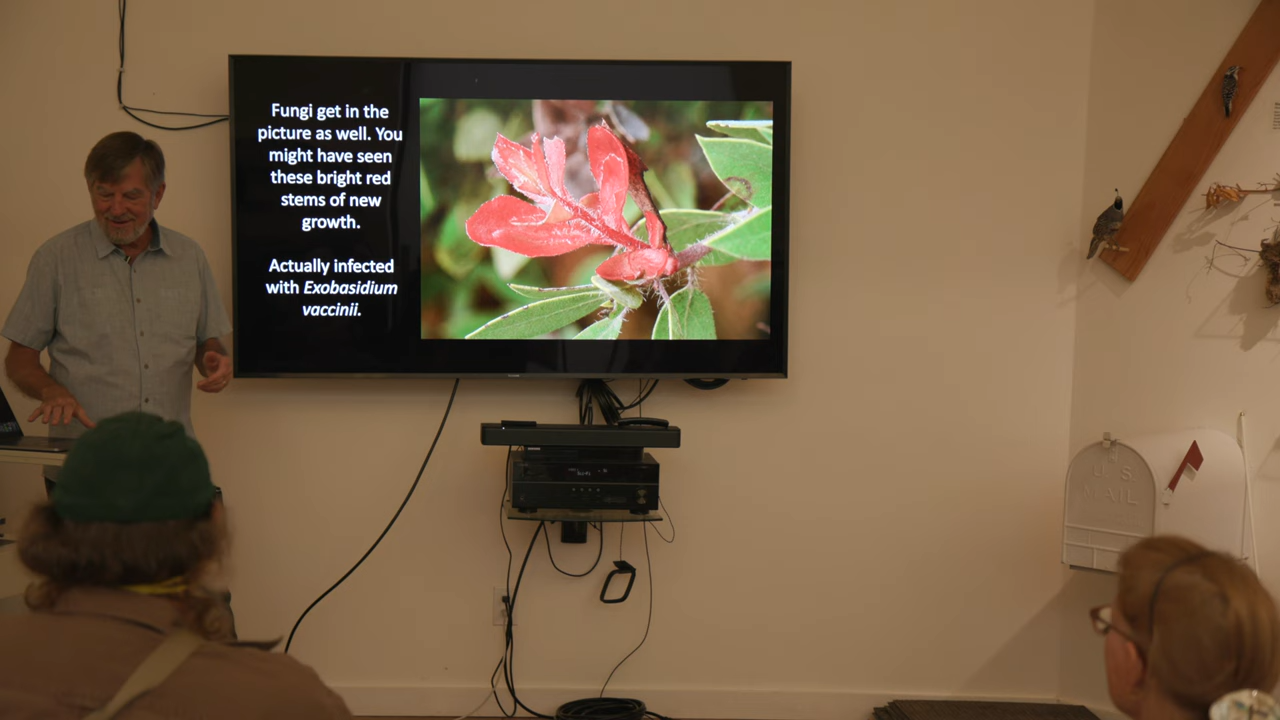 Fungi get in the
picture as well. You
might have seen
these bright red
stems of new
growth.
Actually infected
with Exobasidium
vaccinii.
U. S.
MAIL